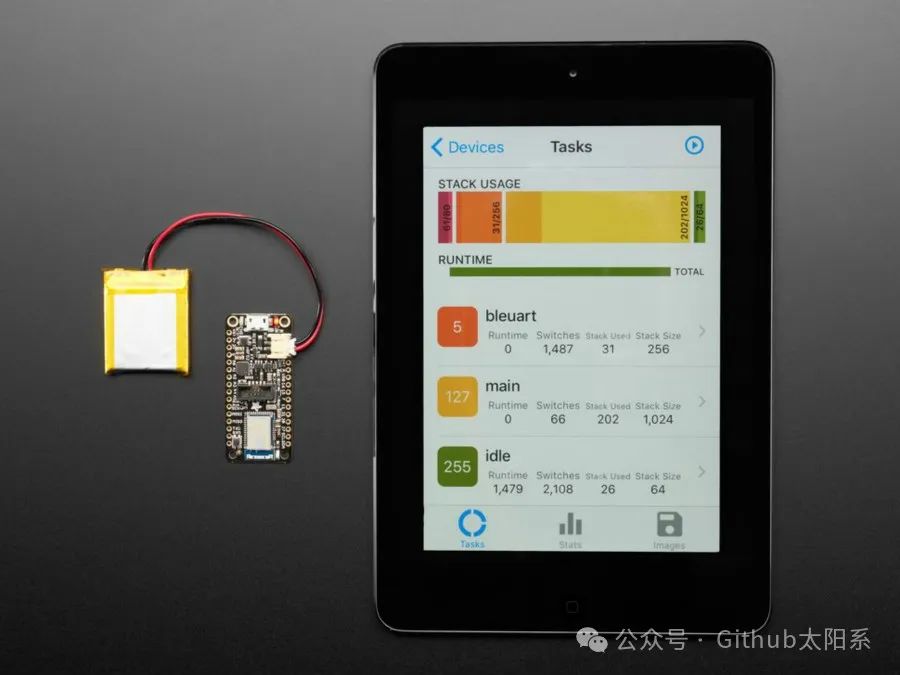 Devices
Tasks
STACK USAGE
61/80
31/256
202/1024
26/64
RUNTIME
TOTAL
5
bleuart
Runtime Switches Stack Used Stack Size
0 1,487 31 256
127
main
Runtime Switches Stack Used Stack Size
0 66 202 1,024
255
idle
Runtime Switches Stack Used Stack Size
1,479 2,108 26 64
Tasks Stats Images
公众号 · Github太阳系